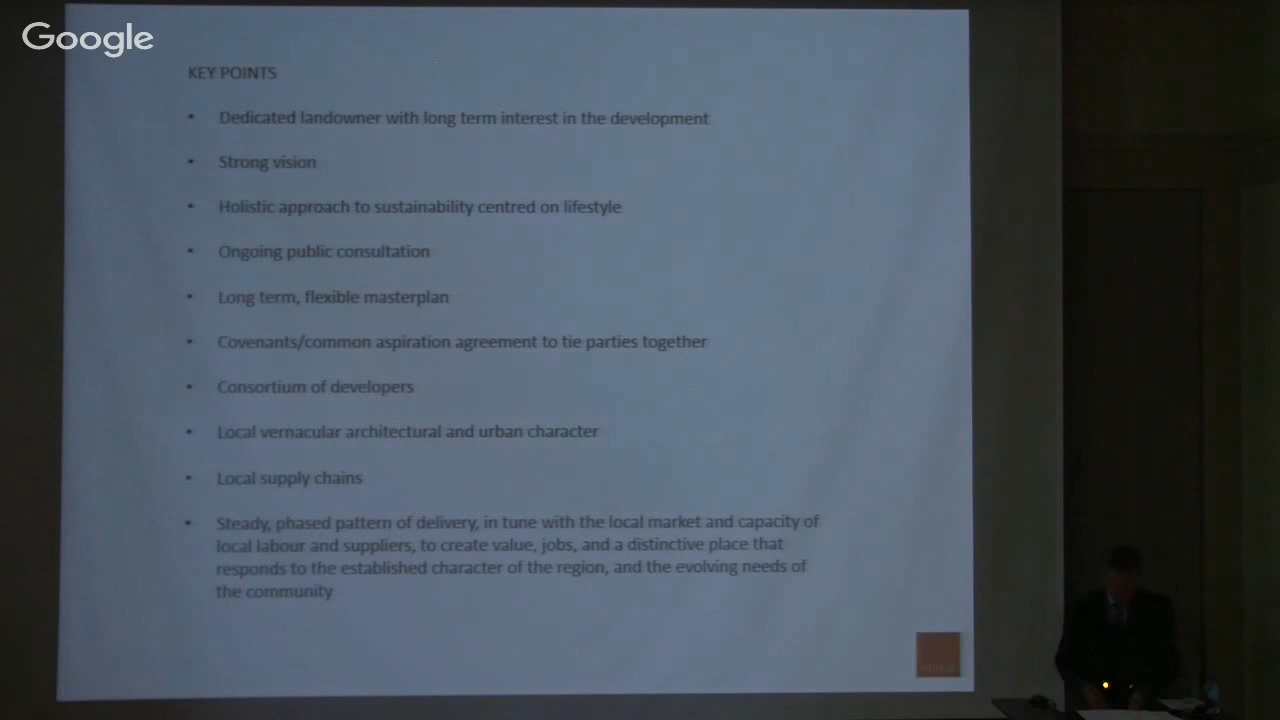 Google
KEY POINTS
• Dedicated landowner with long term interest in the development
• Strong vision
• Holistic approach to sustainability centred on lifestyle
• Ongoing public consultation
• Long term, flexible masterplan
• Covenants/common aspiration agreement to tie parties together
• Consortium of developers
• Local vernacular architectural and urban character
• Local supply chains
• Steady, phased pattern of delivery, in tune with the local market and capacity of
local labour and suppliers, to create value, jobs, and a distinctive place that
responds to the established character of the region, and the evolving needs of
the community